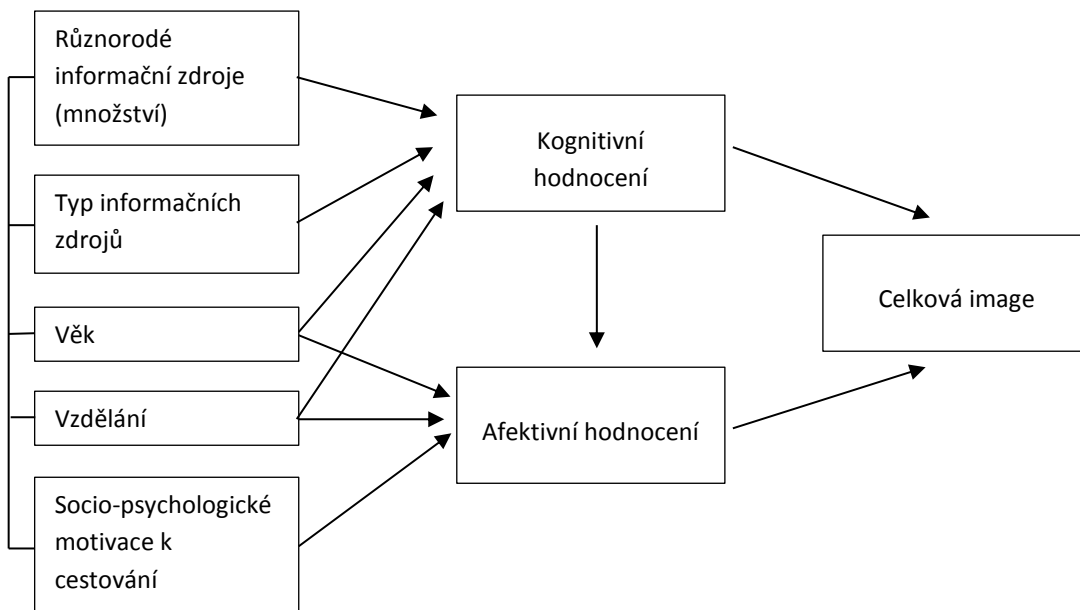 Různorodé
informační zdroje
(množství)
Typ informačních
zdrojů
Věk
Vzdělání
Socio-psychologické
motivace k
cestování
Kognitivní
hodnocení
Afektivní hodnocení
Celková image